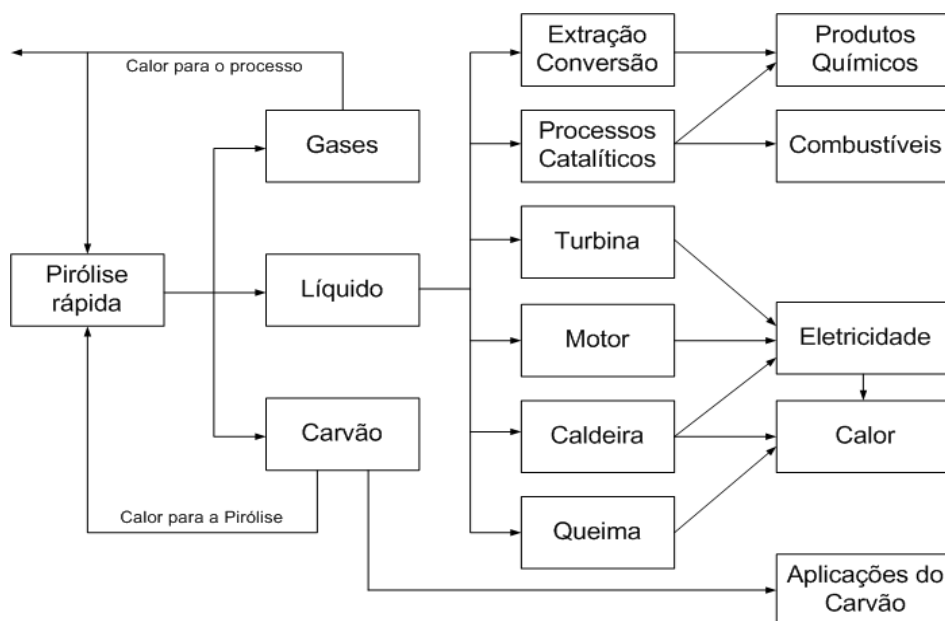 Extração
Conversão
Produtos
Químicos
Calor para o processo
Gases
Processos
Catalíticos
Combustíveis
Turbina
Pirólise
rápida
Líquido
Motor
Eletricidade
Carvão
Caldeira
Calor
Calor para a Pirólise
Queima
Aplicações do
Carvão